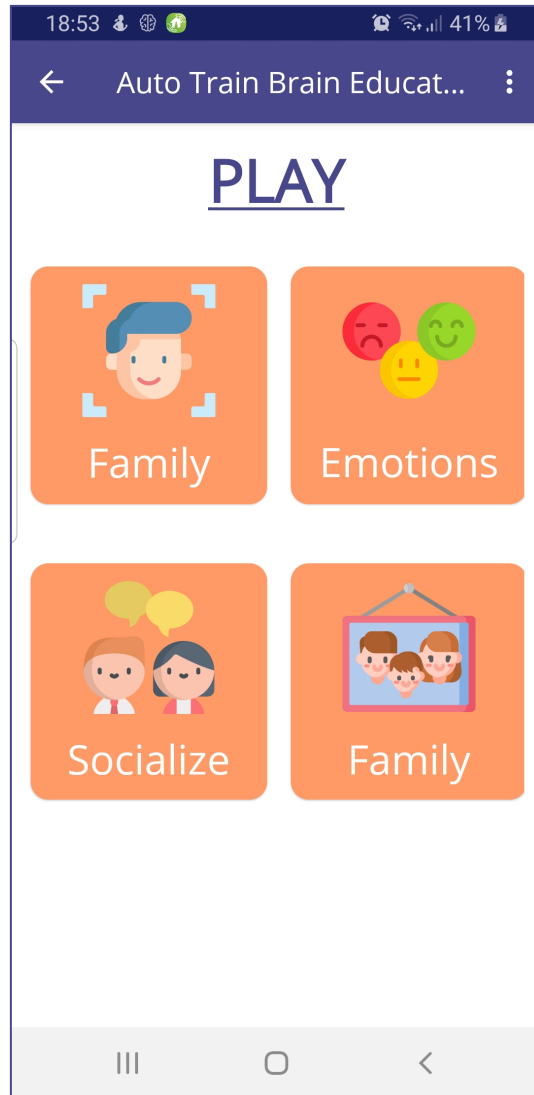 18:53 41%
Auto Train Brain Educat...
PLAY
Family Emotions
Socialize Family